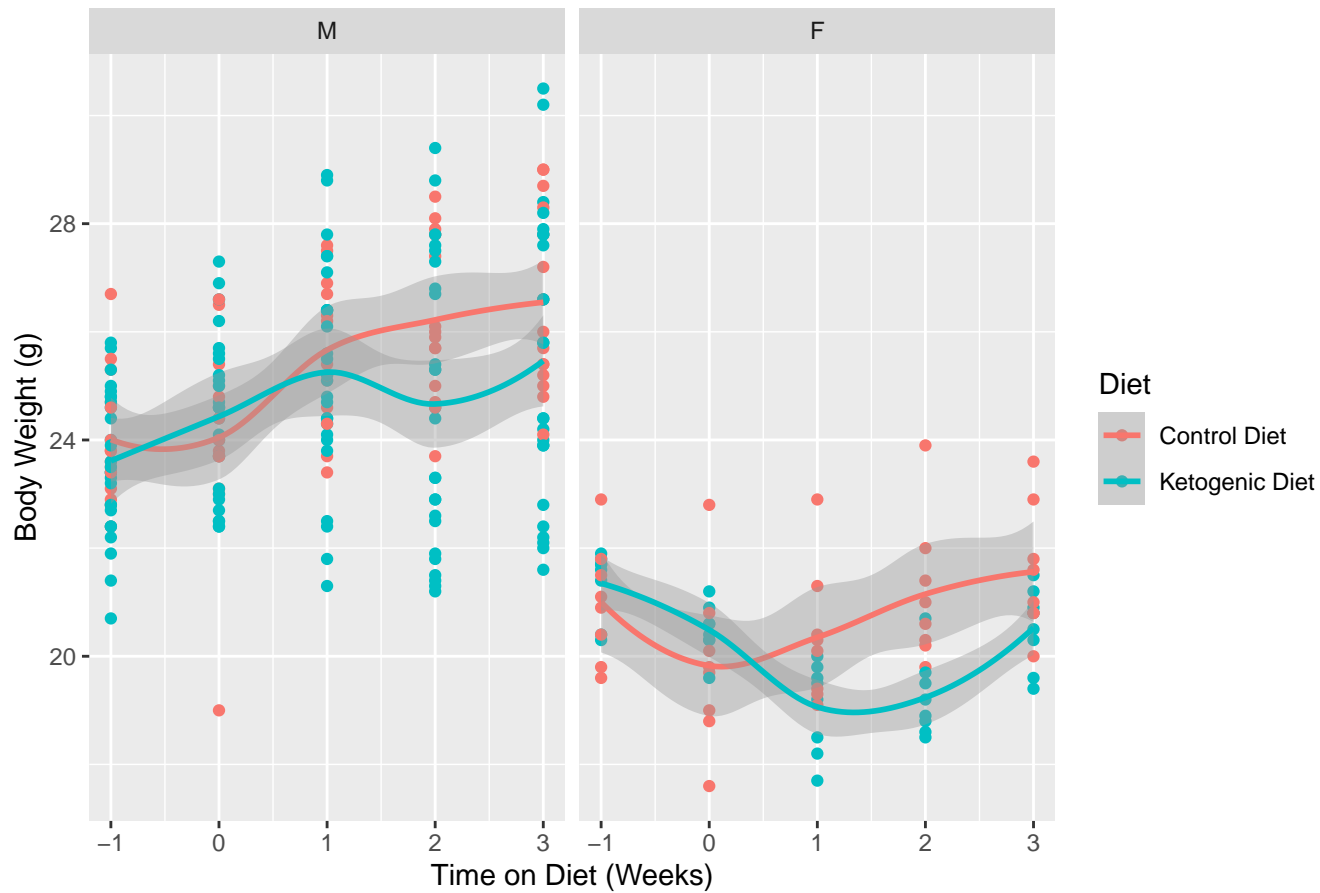 M F
28
24
20
Body Weight (g)
−1 0 1 2 3 −1 0 1 2 3
Time on Diet (Weeks)
Diet
Control Diet
Ketogenic Diet